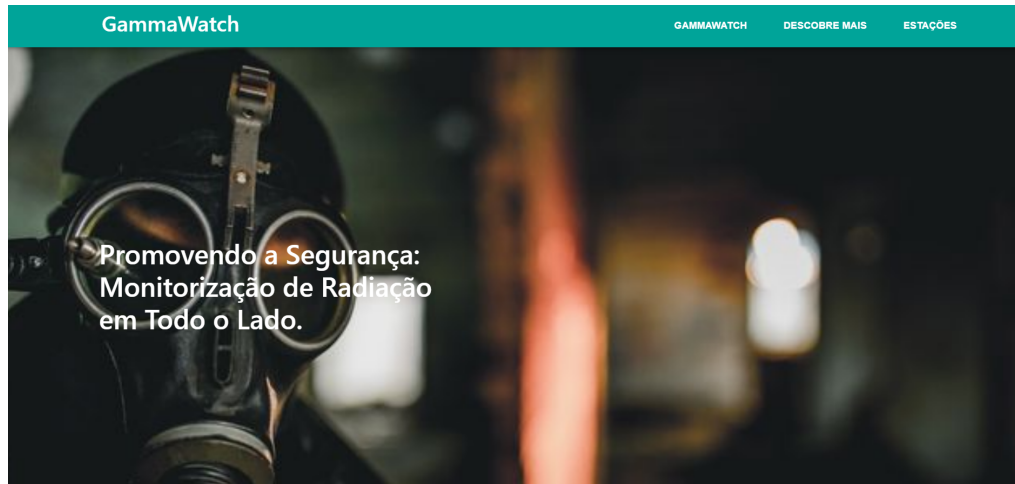 GammaWatch
GAMMAWATCH
DESCOBRE MAIS
ESTAÇÕES
Promovendo a Segurança:
Monitorização de Radiação
em Todo o Lado.